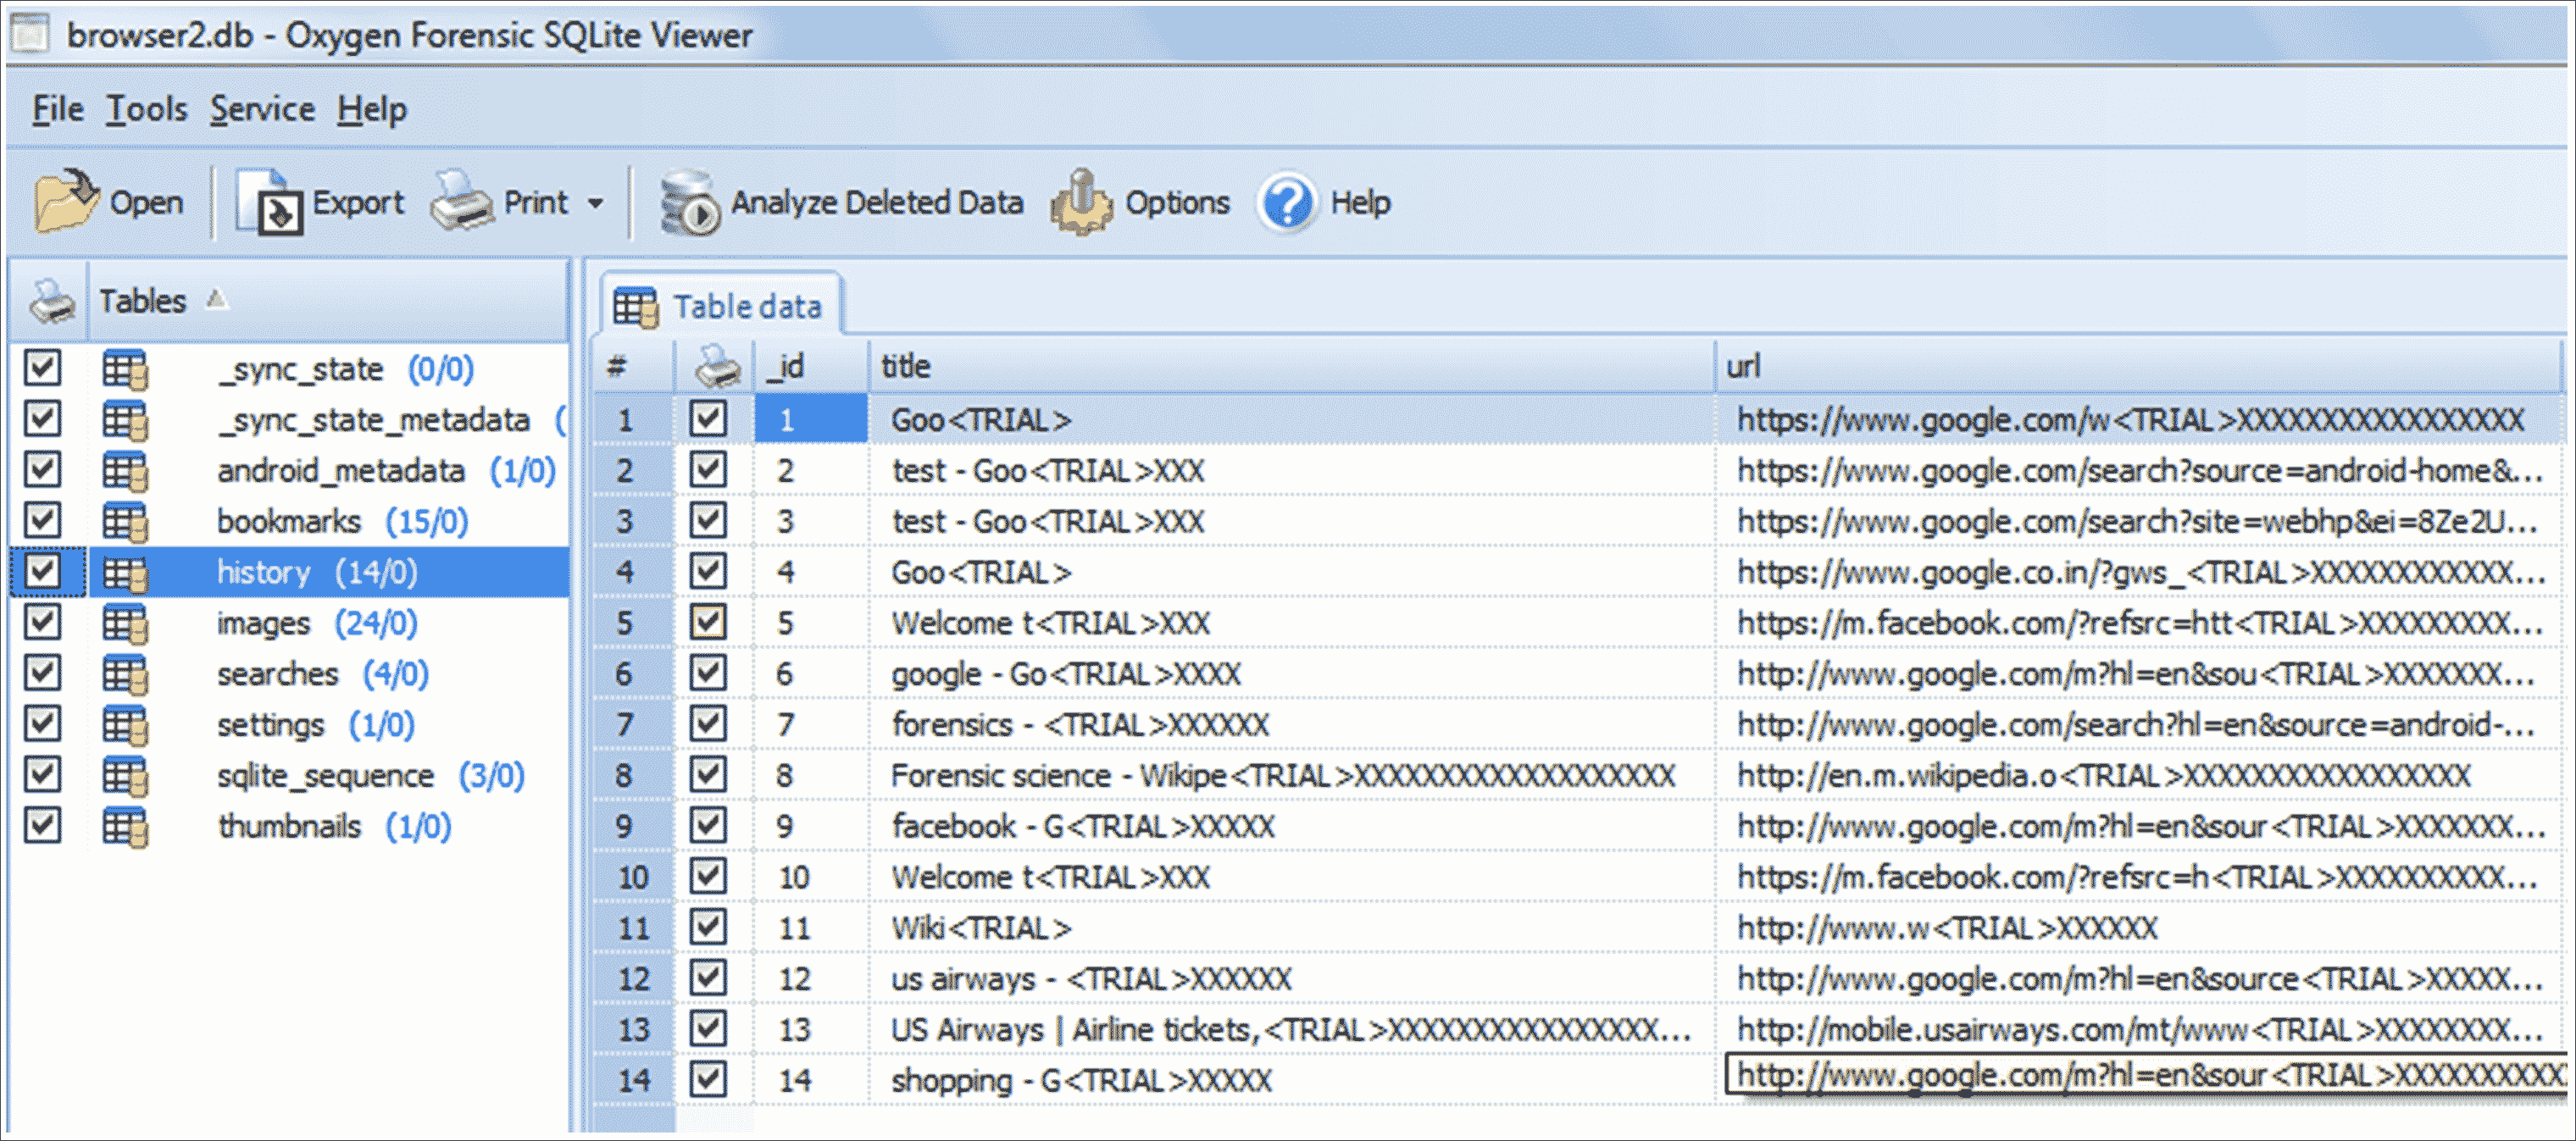 browser2.db - Oxygen Forensic SQLite Viewer
File Tools Service Help
Open Export Print Analyze Deleted Data Options Help
Tables
_sync_state (0/0)
_sync_state_metadata (
android_metadata (1/0)
bookmarks (15/0)
history (14/0)
images (24/0)
searches (4/0)
settings (1/0)
sqlite_sequence (3/0)
thumbnails (1/0)
Table data
# _id title url
1 1 Goo<TRIAL> https://www.google.com/w<TRIAL>XXXXXXXXXXXXXXXXX
2 2 test - Goo<TRIAL>XXX https://www.google.com/search?source=android-home&...
3 3 test - Goo<TRIAL>XXX https://www.google.com/search?site=webhp&ei=8Ze2U...
4 4 Goo<TRIAL> https://www.google.co.in/?gws_<TRIAL>XXXXXXXXXXXX...
5 5 Welcome t<TRIAL>XXX https://m.facebook.com/?refsrc=htt<TRIAL>XXXXXXXXX...
6 6 google - Go<TRIAL>XXXX http://www.google.com/m?hl=en&sou<TRIAL>XXXXXXX...
7 7 forensics - <TRIAL>XXXXXX http://www.google.com/search?hl=en&source=android-...
8 8 Forensic science - Wikipe<TRIAL>XXXXXXXXXXXXXXXXXXX http://en.m.wikipedia.o<TRIAL>XXXXXXXXXXXXXXXXX
9 9 facebook - G<TRIAL>XXXXX http://www.google.com/m?hl=en&sour<TRIAL>XXXXXXX...
10 10 Welcome t<TRIAL>XXX https://m.facebook.com/?refsrc=h<TRIAL>XXXXXXXXXX...
11 11 Wiki<TRIAL> http://www.w<TRIAL>XXXXXX
12 12 us airways - <TRIAL>XXXXXX http://www.google.com/m?hl=en&source<TRIAL>XXXXX...
13 13 US Airways | Airline tickets,<TRIAL>XXXXXXXXXXXXXXXX... http://mobile.usairways.com/mt/www<TRIAL>XXXXXXXX...
14 14 shopping - G<TRIAL>XXXXX http://www.google.com/m?hl=en&sour<TRIAL>XXXXXXXXXX